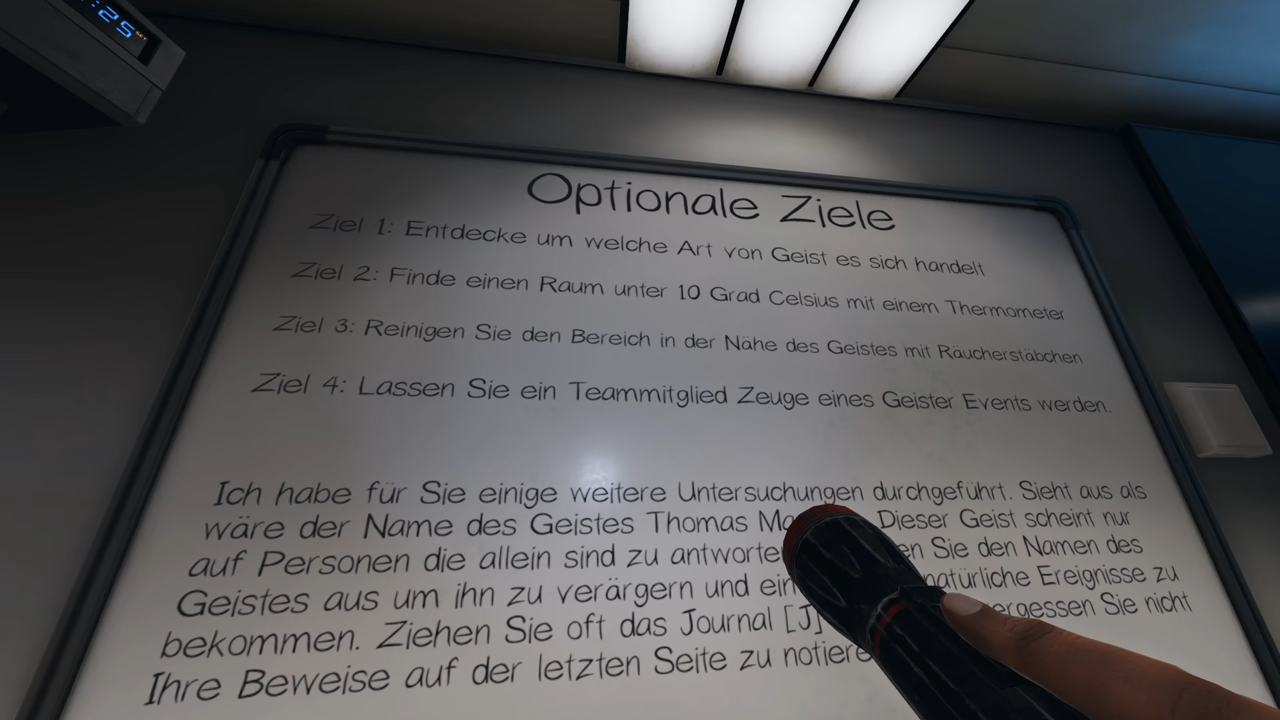 :25
Optionale Ziele
Ziel 1: Entdecke um welche Art von Geist es sich handelt
Ziel 2: Finde einen Raum unter 10 Grad Celsius mit einem Thermometer
Ziel 3: Reinigen Sie den Bereich in der Nähe des Geistes mit Räucherstäbchen
Ziel 4: Lassen Sie ein Teammitglied Zeuge eines Geister Events werden.
Ich habe für Sie einige weitere Untersuchungen durchgeführt. Sieht aus als
wäre der Name des Geistes Thomas Dieser Geist scheint nur
auf Personen die allein sind zu Sie den Namen des
Geistes aus um ihn zu verärgern und Ereignisse zu
bekommen. Ziehen Sie oft das Journal [J] Sie nicht
Ihre Beweise auf der letzten Seite zu